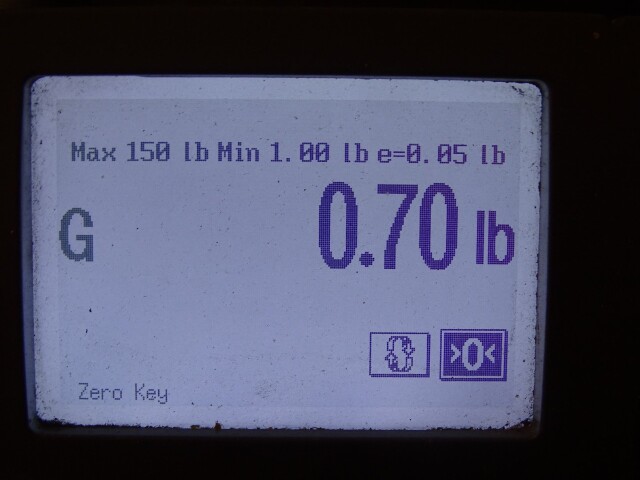 Max 150 lb Min 1.00 lb e=0.05 lb
G 0.70 lb
>0<
Zero Key